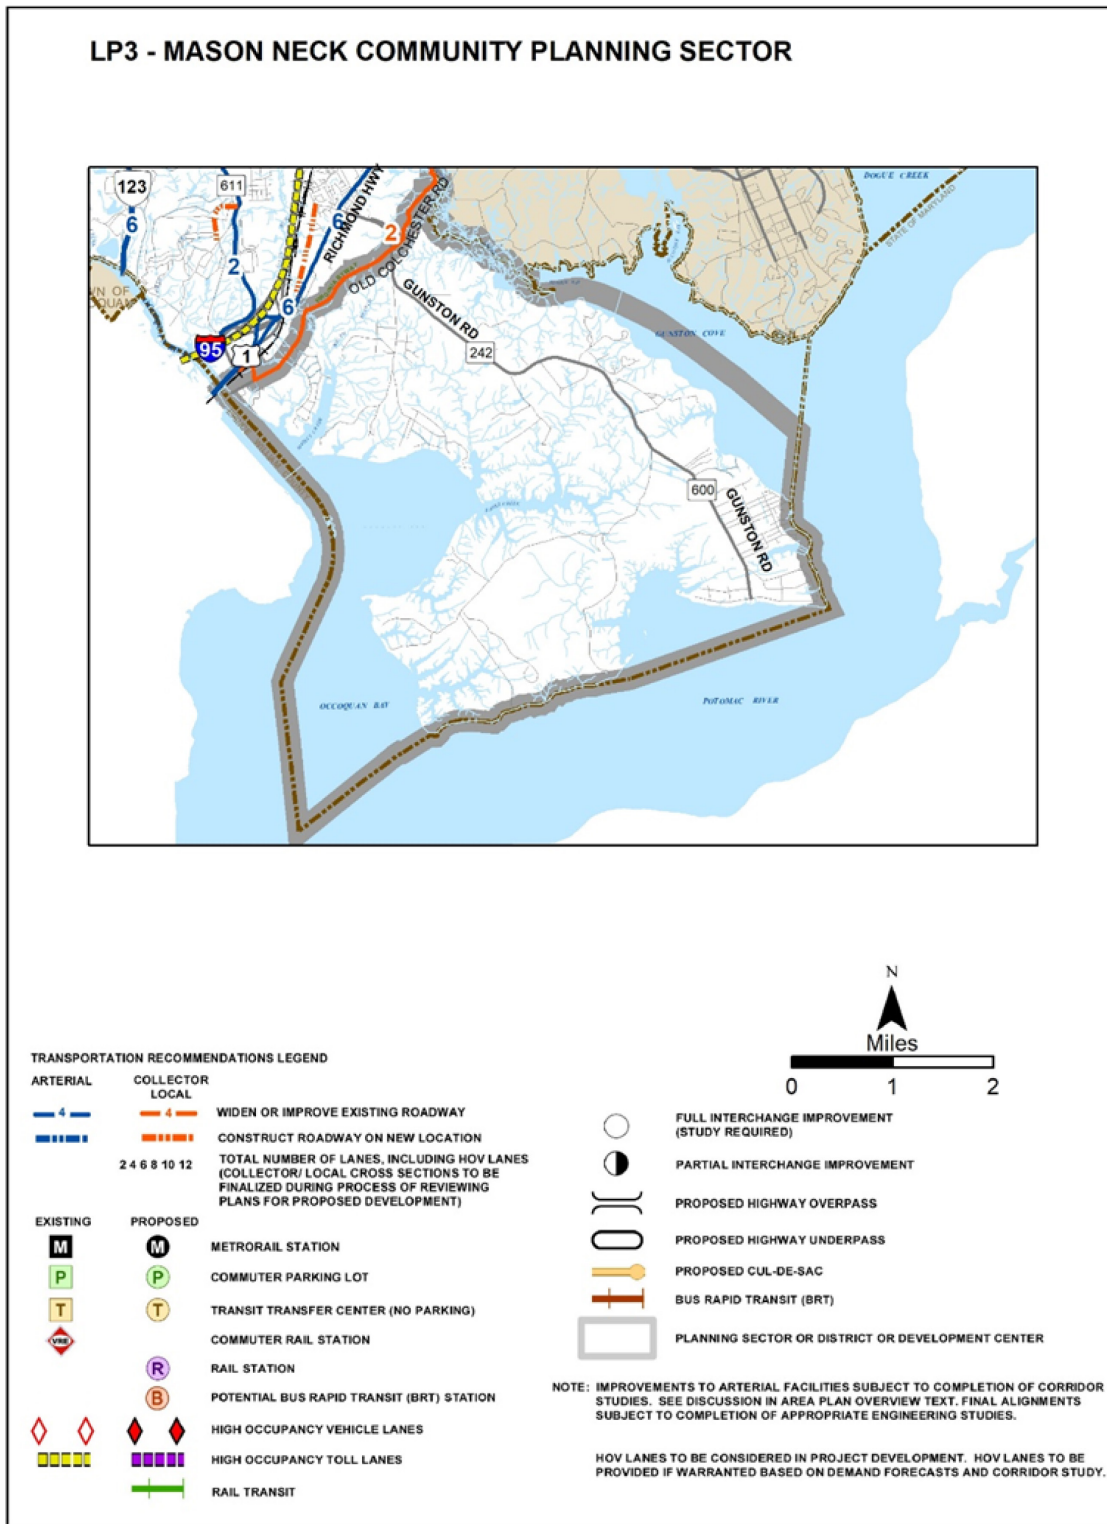 LP3 - MASON NECK COMMUNITY PLANNING SECTOR
123
611
6
2
6
RICHMOND HWY
2
OLD COLCHESTER RD
6
95
1
GUNSTON RD
242
600
GUNSTON RD
DOGUE CREEK
STATE OF MARYLAND
GUNSTON COVE
OCCOQUAN BAY
POTOMAC RIVER
N
Miles
0 1 2
TRANSPORTATION RECOMMENDATIONS LEGEND
ARTERIAL
COLLECTOR
LOCAL
4 4 WIDEN OR IMPROVE EXISTING ROADWAY
CONSTRUCT ROADWAY ON NEW LOCATION
2 4 6 8 10 12 TOTAL NUMBER OF LANES, INCLUDING HOV LANES
(COLLECTOR/ LOCAL CROSS SECTIONS TO BE
FINALIZED DURING PROCESS OF REVIEWING
PLANS FOR PROPOSED DEVELOPMENT)
EXISTING PROPOSED
M M METRORAIL STATION
P P COMMUTER PARKING LOT
T T TRANSIT TRANSFER CENTER (NO PARKING)
VRE COMMUTER RAIL STATION
R RAIL STATION
B POTENTIAL BUS RAPID TRANSIT (BRT) STATION
HIGH OCCUPANCY VEHICLE LANES
HIGH OCCUPANCY TOLL LANES
RAIL TRANSIT
FULL INTERCHANGE IMPROVEMENT
(STUDY REQUIRED)
PARTIAL INTERCHANGE IMPROVEMENT
PROPOSED HIGHWAY OVERPASS
PROPOSED HIGHWAY UNDERPASS
PROPOSED CUL-DE-SAC
BUS RAPID TRANSIT (BRT)
PLANNING SECTOR OR DISTRICT OR DEVELOPMENT CENTER
NOTE: IMPROVEMENTS TO ARTERIAL FACILITIES SUBJECT TO COMPLETION OF CORRIDOR
STUDIES. SEE DISCUSSION IN AREA PLAN OVERVIEW TEXT. FINAL ALIGNMENTS
SUBJECT TO COMPLETION OF APPROPRIATE ENGINEERING STUDIES.
HOV LANES TO BE CONSIDERED IN PROJECT DEVELOPMENT. HOV LANES TO BE
PROVIDED IF WARRANTED BASED ON DEMAND FORECASTS AND CORRIDOR STUDY.